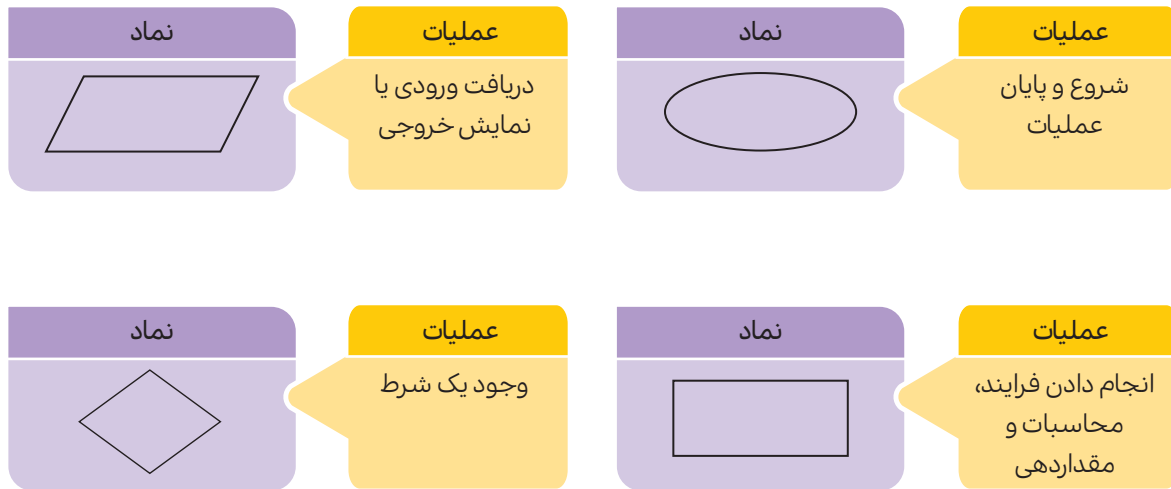 عملیات
نماد
شروع و پایان
عملیات
عملیات
نماد
دریافت ورودی یا
نمایش خروجی
عملیات
نماد
انجام دادن فرایند،
محاسبات و
مقداردهی
عملیات
نماد
وجود یک شرط